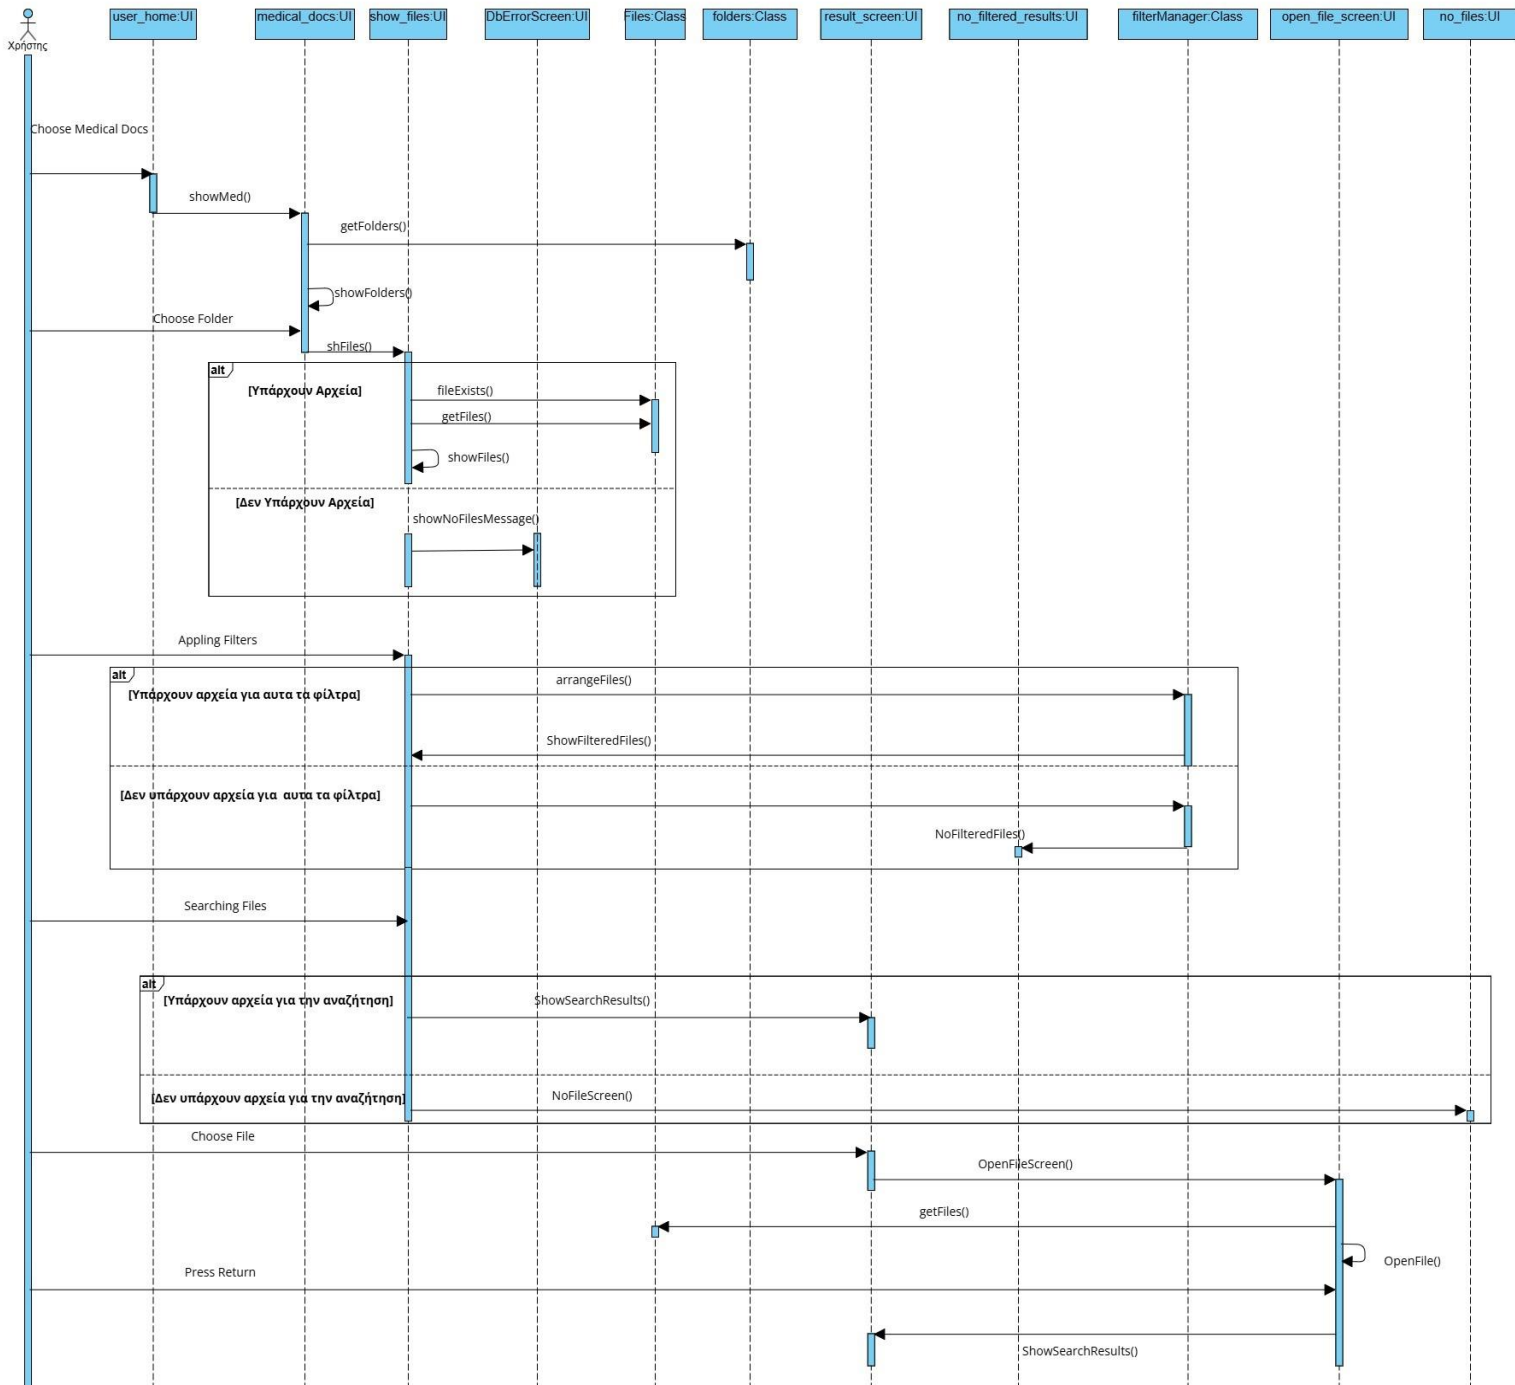 user_home:UI
medical_docs:UI
show_files:UI
DbErrorScreen:UI
Files:Class
folders:Class
result_screen:UI
no_filtered_results:UI
filterManager:Class
open_file_screen:UI
no_files:UI
Χρήστης
Choose Medical Docs
showMed()
getFolders()
showFolders()
Choose Folder
shFiles()
alt
[Υπάρχουν Αρχεία]
fileExists()
getFiles()
showFiles()
[Δεν Υπάρχουν Αρχεία]
showNoFilesMessage()
Appling Filters
alt
[Υπάρχουν αρχεία για αυτα τα φίλτρα]
arrangeFiles()
ShowFilteredFiles()
[Δεν υπάρχουν αρχεία για αυτα τα φίλτρα]
NoFilteredFiles()
Searching Files
alt
[Υπάρχουν αρχεία για την αναζήτηση]
ShowSearchResults()
[Δεν υπάρχουν αρχεία για την αναζήτηση]
NoFileScreen()
Choose File
OpenFileScreen()
getFiles()
OpenFile()
Press Return
ShowSearchResults()